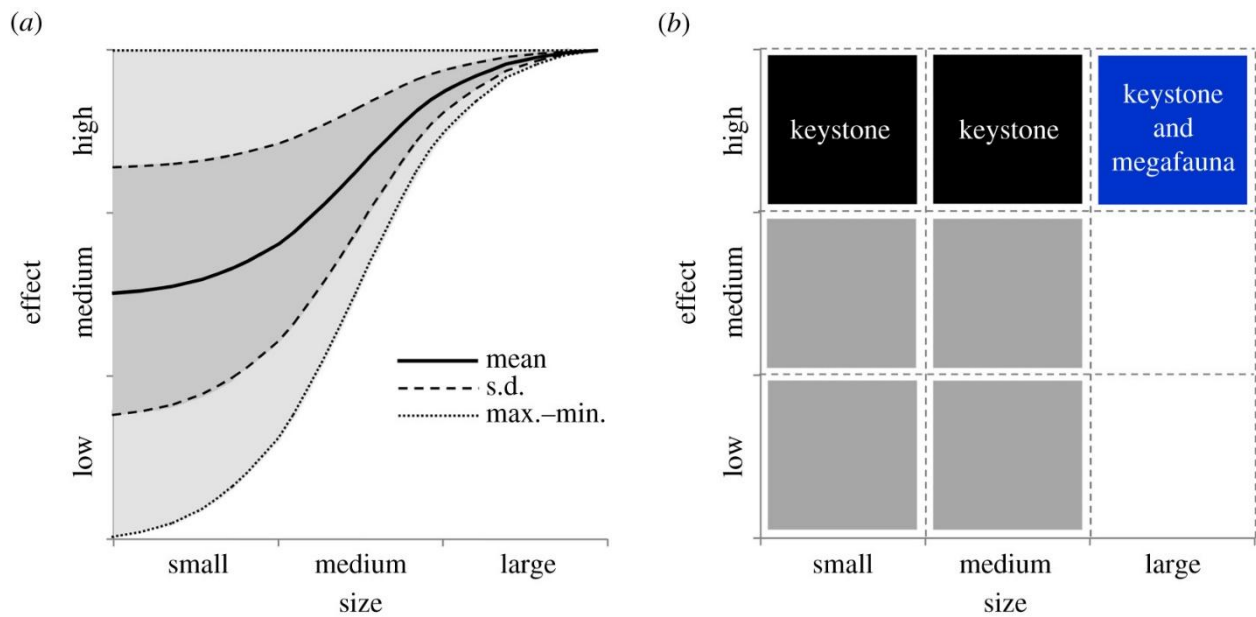 (a)
high
medium
low
effect
mean
s.d.
max.–min.
small
medium
large
size
(b)
high
medium
low
effect
keystone
keystone
keystone
and
megafauna
small
medium
large
size